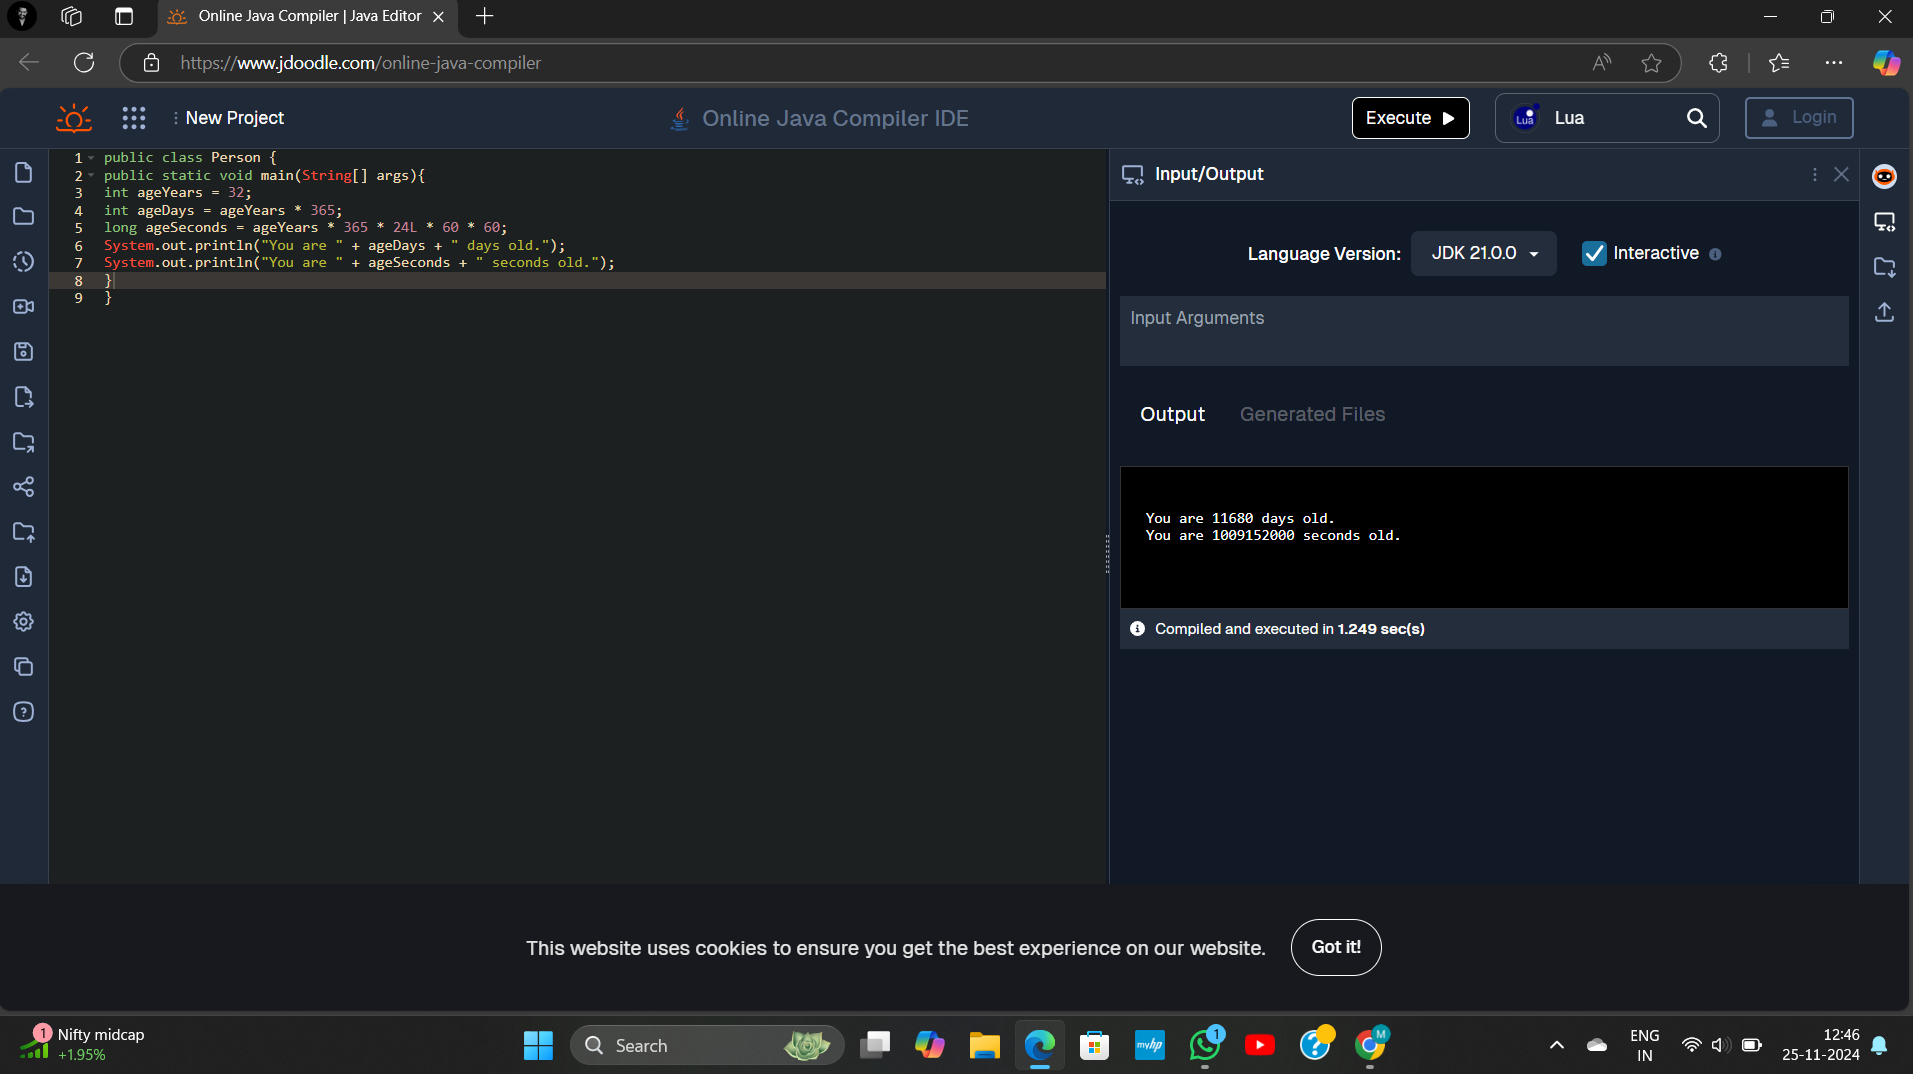 Online Java Compiler | Java Editor
https://www.jdoodle.com/online-java-compiler
New Project
Online Java Compiler IDE
Execute
Lua
Lua
Login
1 public class Person {
2 public static void main(String[] args){
3 int ageYears = 32;
4 int ageDays = ageYears * 365;
5 long ageSeconds = ageYears * 365 * 24L * 60 * 60;
6 System.out.println("You are " + ageDays + " days old.");
7 System.out.println("You are " + ageSeconds + " seconds old.");
8 }
9 }
Input/Output
Language Version:
JDK 21.0.0
Interactive
Input Arguments
Output
Generated Files
You are 11680 days old.
You are 1009152000 seconds old.
Compiled and executed in 1.249 sec(s)
This website uses cookies to ensure you get the best experience on our website.
Got it!
1
Nifty midcap
+1.95%
Search
myhp
1
M
ENG
IN
12:46
25-11-2024